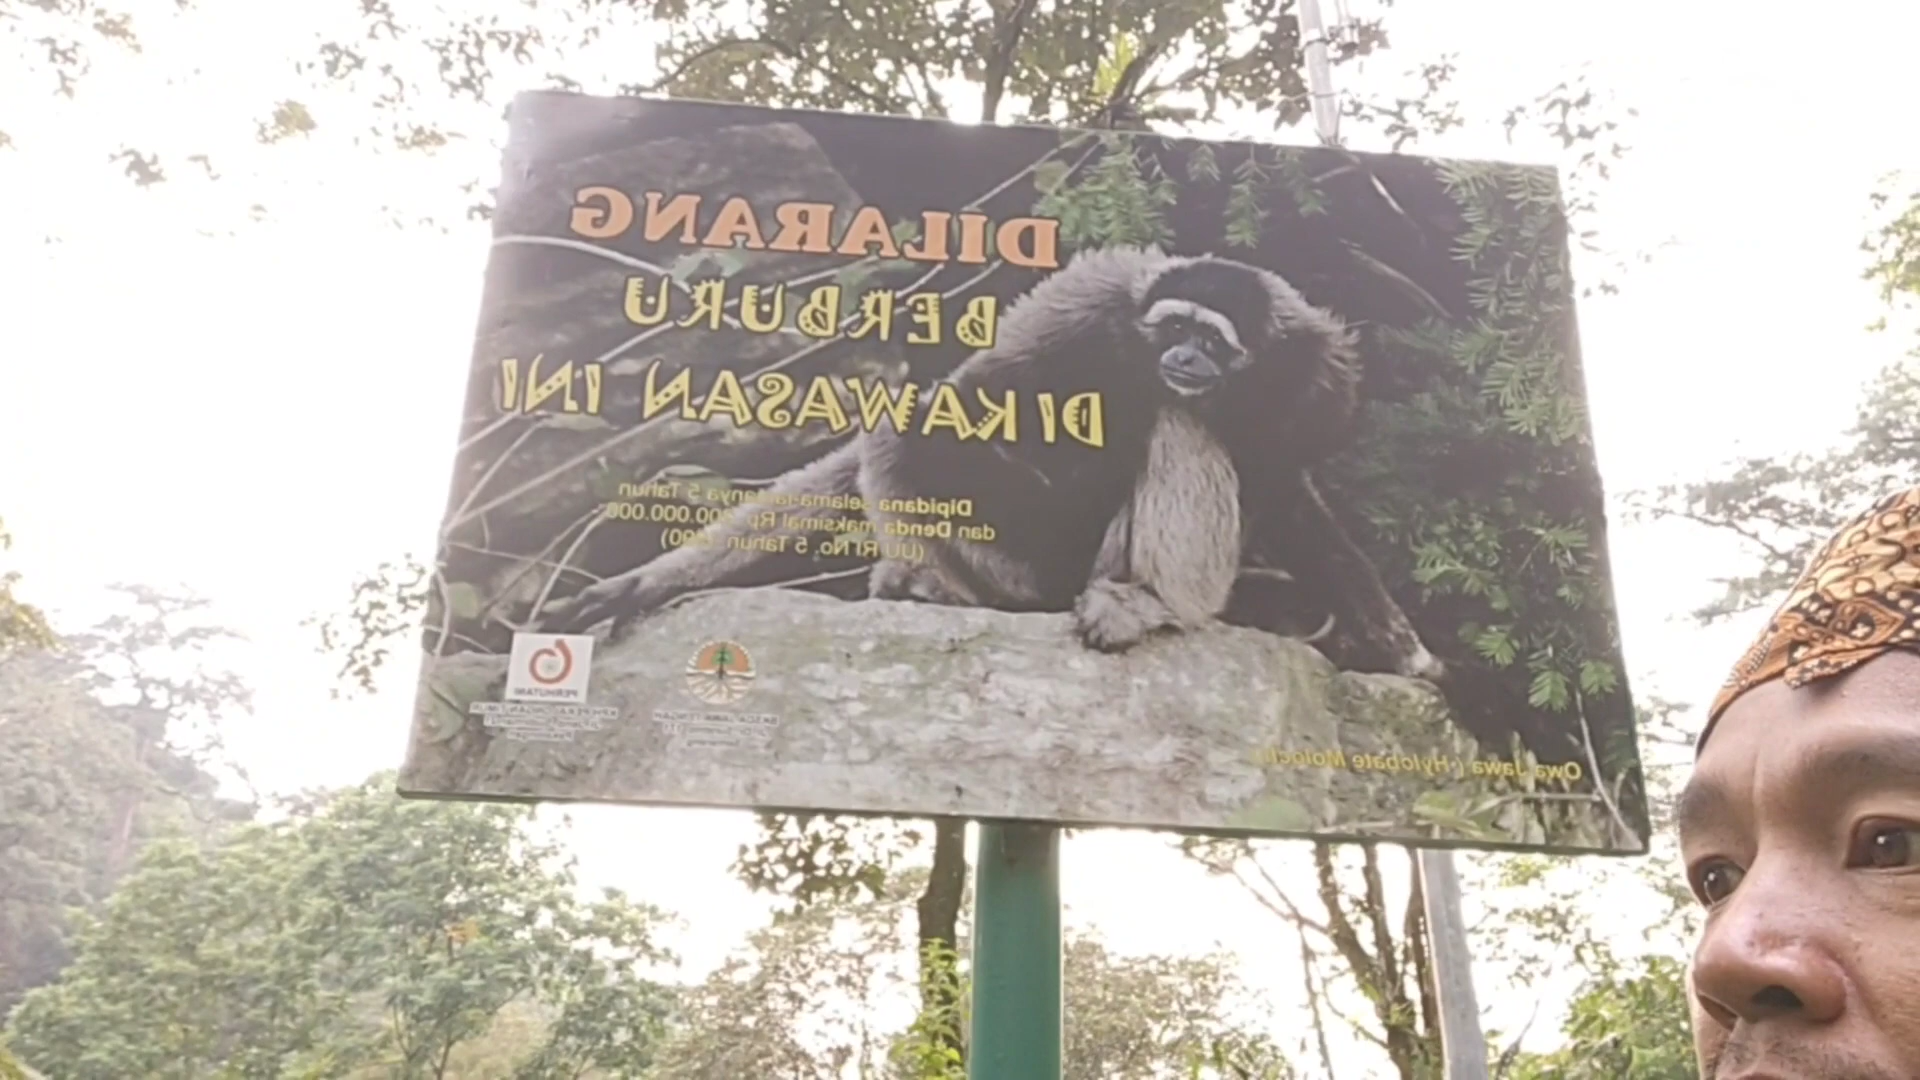 DILARANG
BERBURU
DI KAWASAN INI
Dipidana selama-lamanya 5 Tahun
dan Denda maksimal Rp. 200.000.000
(UU RI No. 5 Tahun
PERHUTANI
Owa Jawa ( Hylobate Moloch